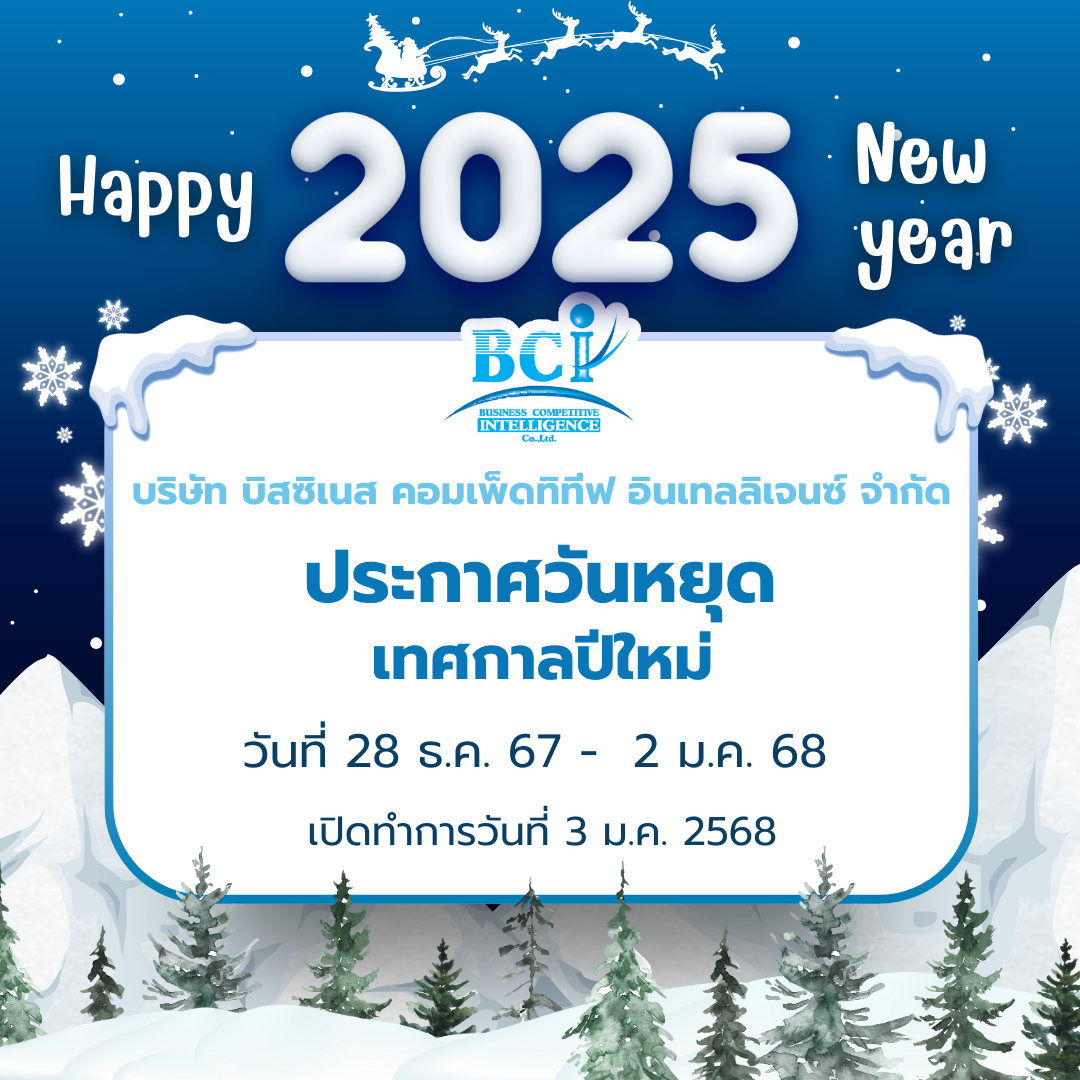 Happy 2025 New year
BCi
BUSINESS COMPETITIVE
INTELLIGENCE
Co.,Ltd.
บริษัท บิสซิเนส คอมเพ็ดทิทีฟ อินเทลลิเจนซ์ จำกัด
ประกาศวันหยุด
เทศกาลปีใหม่
วันที่ 28 ธ.ค. 67 - 2 ม.ค. 68
เปิดทำการวันที่ 3 ม.ค. 2568